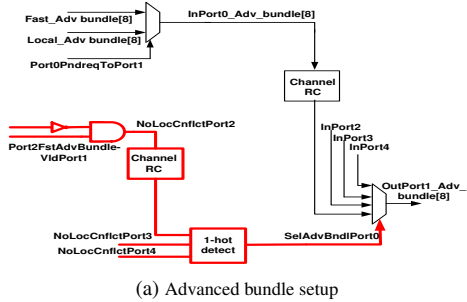 Fast_Adv bundle[8]
Local_Adv bundle[8]
Port0PndreqToPort1
InPort0_Adv_bundle[8]
Channel
RC
InPort2
InPort3
InPort4
OutPort1_Adv_
bundle[8]
NoLocCnflctPort2
Port2FstAdvBundle-
VldPort1
Channel
RC
NoLocCnflctPort3
NoLocCnflctPort4
1-hot
detect
SelAdvBndlPort0
(a) Advanced bundle setup